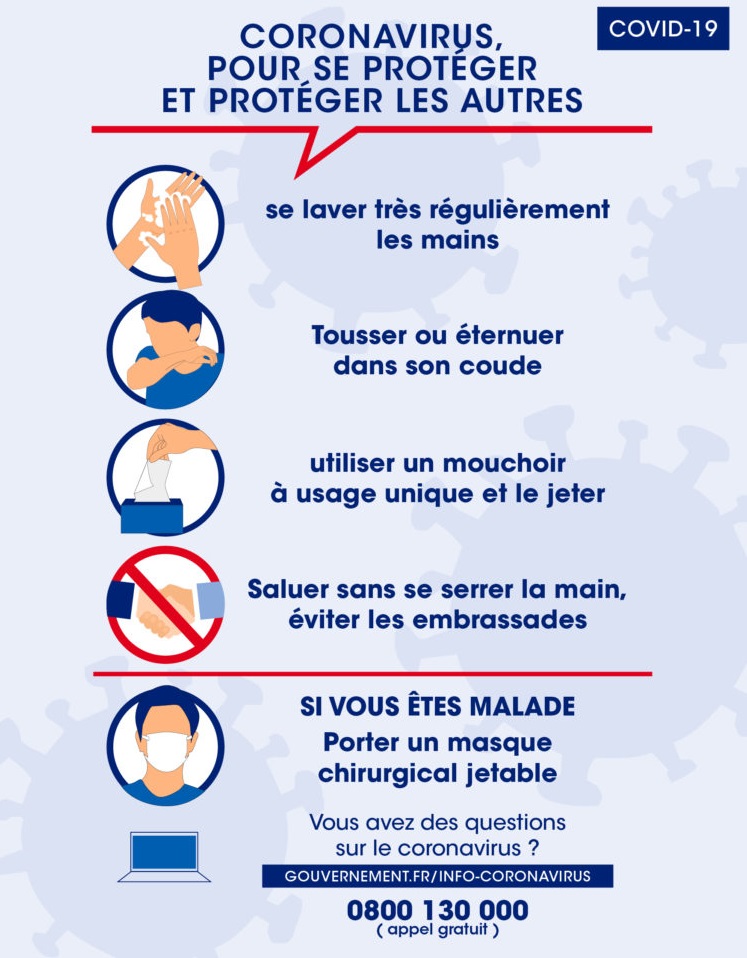 COVID-19
CORONAVIRUS,
POUR SE PROTÉGER
ET PROTÉGER LES AUTRES
se laver très régulièrement
les mains
Tousser ou éternuer
dans son coude
utiliser un mouchoir
à usage unique et le jeter
Saluer sans se serrer la main,
éviter les embrassades
SI VOUS ÊTES MALADE
Porter un masque
chirurgical jetable
Vous avez des questions
sur le coronavirus ?
GOUVERNEMENT.FR/INFO-CORONAVIRUS
0800 130 000
( appel gratuit )